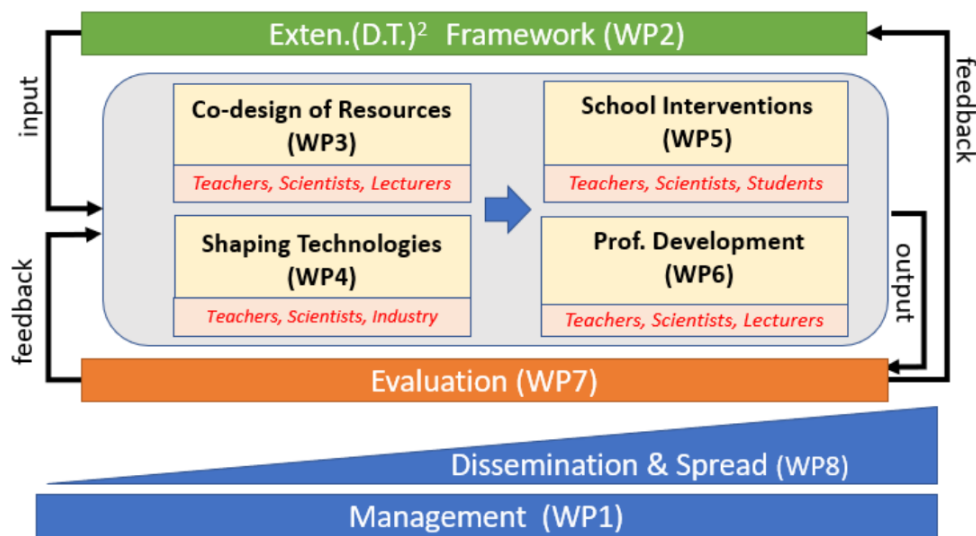 Exten.(D.T.)² Framework (WP2)
input
feedback
Co-design of Resources
(WP3)
Teachers, Scientists, Lecturers
School Interventions
(WP5)
Teachers, Scientists, Students
Shaping Technologies
(WP4)
Teachers, Scientists, Industry
Prof. Development
(WP6)
Teachers, Scientists, Lecturers
feedback
output
Evaluation (WP7)
Dissemination & Spread (WP8)
Management (WP1)